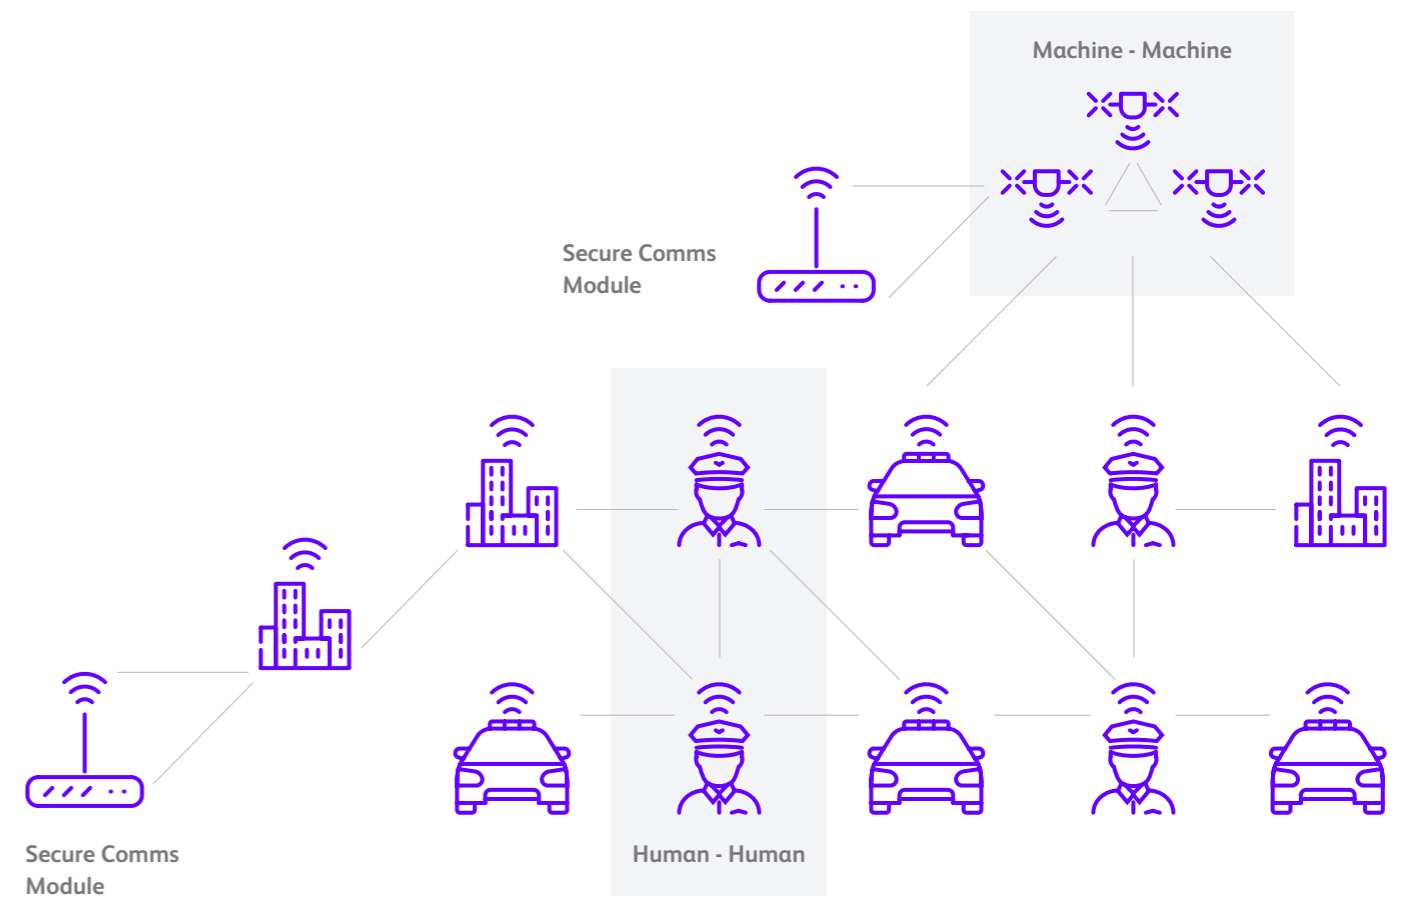 Machine - Machine
Secure Comms
Module
Human - Human
Secure Comms
Module